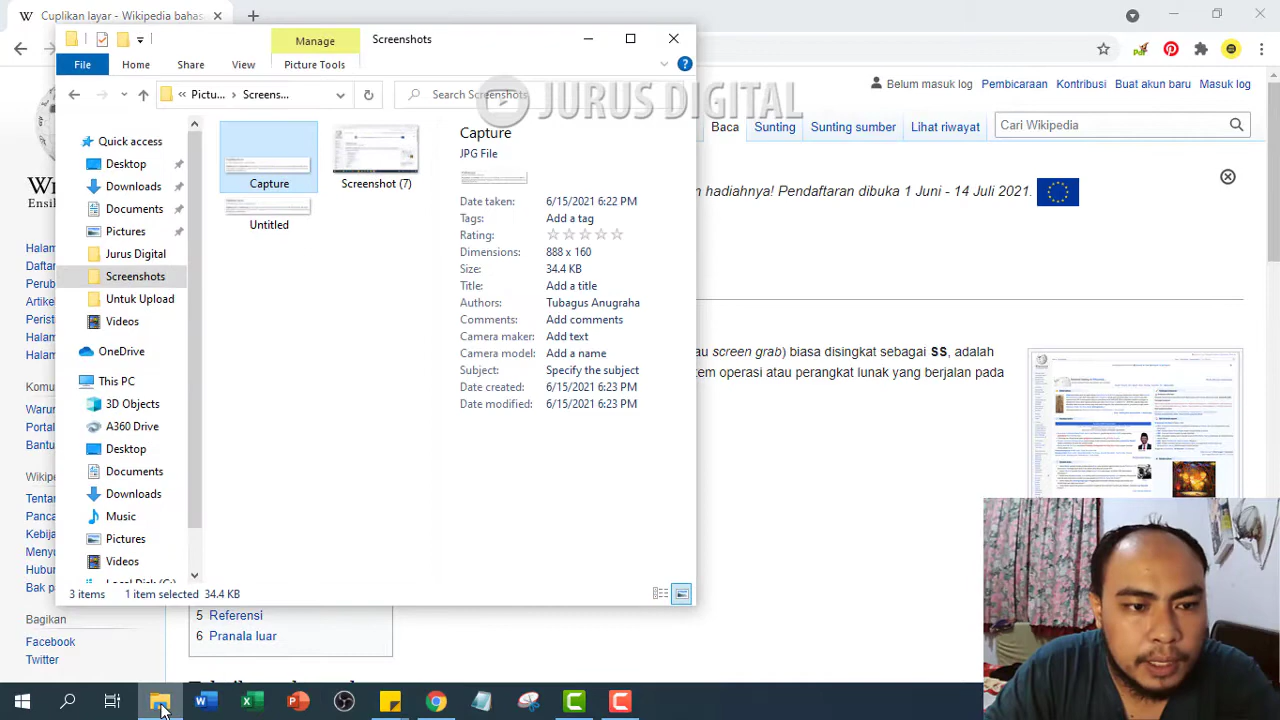 Cuplikan layar - Wikipedia bahas
Manage
Screenshots
File
Home
Share
View
Picture Tools
« Pictu... > Screens...
Search Screenshots
JURUS DIGITAL
Quick access
Desktop
Downloads
Documents
Pictures
Jurus Digital
Screenshots
Untuk Upload
Videos
OneDrive
This PC
3D Objects
A360 Drive
Desktop
Documents
Downloads
Music
Pictures
Videos
Capture
Screenshot (7)
Untitled
Capture
JPG File
Date taken: 6/15/2021 6:22 PM
Tags: Add a tag
Rating:
Dimensions: 888 x 160
Size: 34.4 KB
Title: Add a title
Authors: Tubagus Anugraha
Comments: Add comments
Camera maker: Add text
Camera model: Add a name
Subject: Specify the subject
Date created: 6/15/2021 6:23 PM
Date modified: 6/15/2021 6:23 PM
3 items 1 item selected 34.4 KB
Belum masuk log Pembicaraan Kontribusi Buat akun baru Masuk log
Baca Sunting Sunting sumber Lihat riwayat Cari Wikipedia
hadiahnya! Pendaftaran dibuka 1 Juni - 14 Juli 2021.
screen grab) biasa disingkat sebagai SS, adalah
operasi atau perangkat lunak yang berjalan pada
Wikipe
Bagikan
Facebook
Twitter
5 Referensi
6 Pranala luar